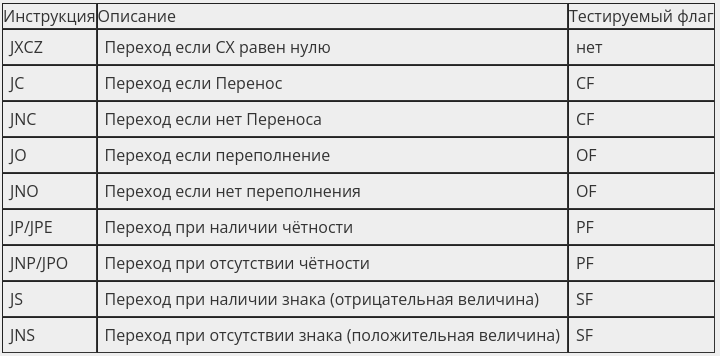 Инструкция Описание Тестируемый флаг
JXCZ Переход если CX равен нулю нет
JC Переход если Перенос CF
JNC Переход если нет Переноса CF
JO Переход если переполнение OF
JNO Переход если нет переполнения OF
JP/JPE Переход при наличии чётности PF
JNP/JPO Переход при отсутствии чётности PF
JS Переход при наличии знака (отрицательная величина) SF
JNS Переход при отсутствии знака (положительная величина) SF